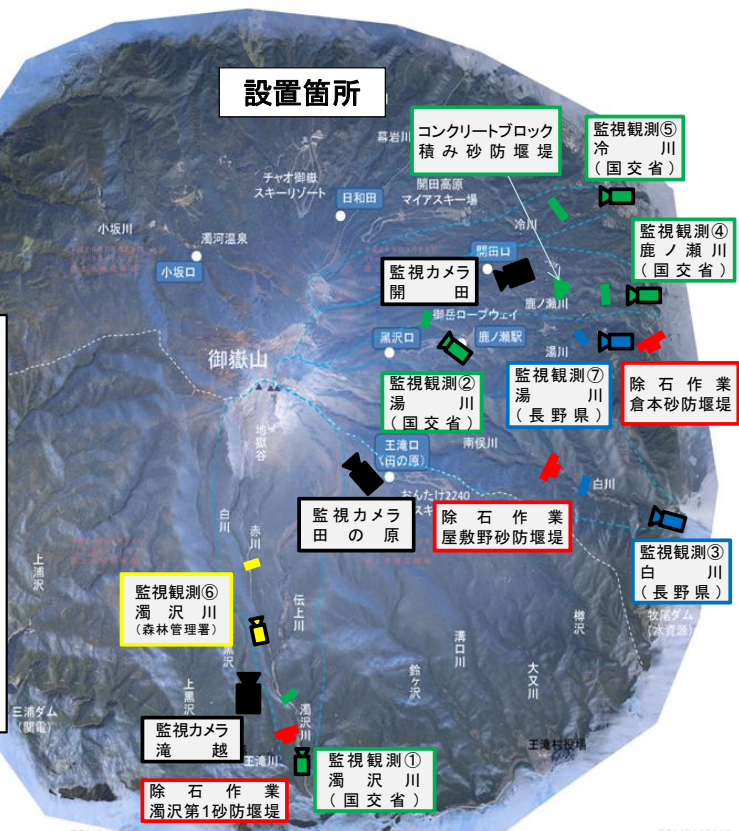 設置箇所
幕岩川
コンクリートブロック
積み砂防堰堤
監視観測⑤
冷川
(国交省)
チャオ御嶽
スキーリゾート
開田高原
マイアスキー場
日和田
冷川
小坂川
濁河温泉
小坂口
開田口
監視観測④
鹿ノ瀬川
(国交省)
監視カメラ
開田
鹿ノ瀬川
御岳ロープウェイ
黒沢口
鹿ノ瀬駅
湯川
御嶽山
監視観測②
湯川
(国交省)
監視観測⑦
湯川
(長野県)
除石作業
倉本砂防堰堤
地獄谷
王滝口
(田の原)
南俣川
おんたけ2240
監視カメラ
田の原
除石作業
屋敷野砂防堰堤
白川
白川
赤川
監視観測③
白川
(長野県)
上浦沢
監視観測⑥
濁沢川
(森林管理署)
伝上川
牧尾ダム
(水資源)
樽沢
溝口川
鈴ヶ沢
大又川
黒沢
上黒沢
三浦ダム
(関電)
濁沢川
監視カメラ
滝越
王滝川
王滝村役場
監視観測①
濁沢川
(国交省)
除石作業
濁沢第1砂防堰堤